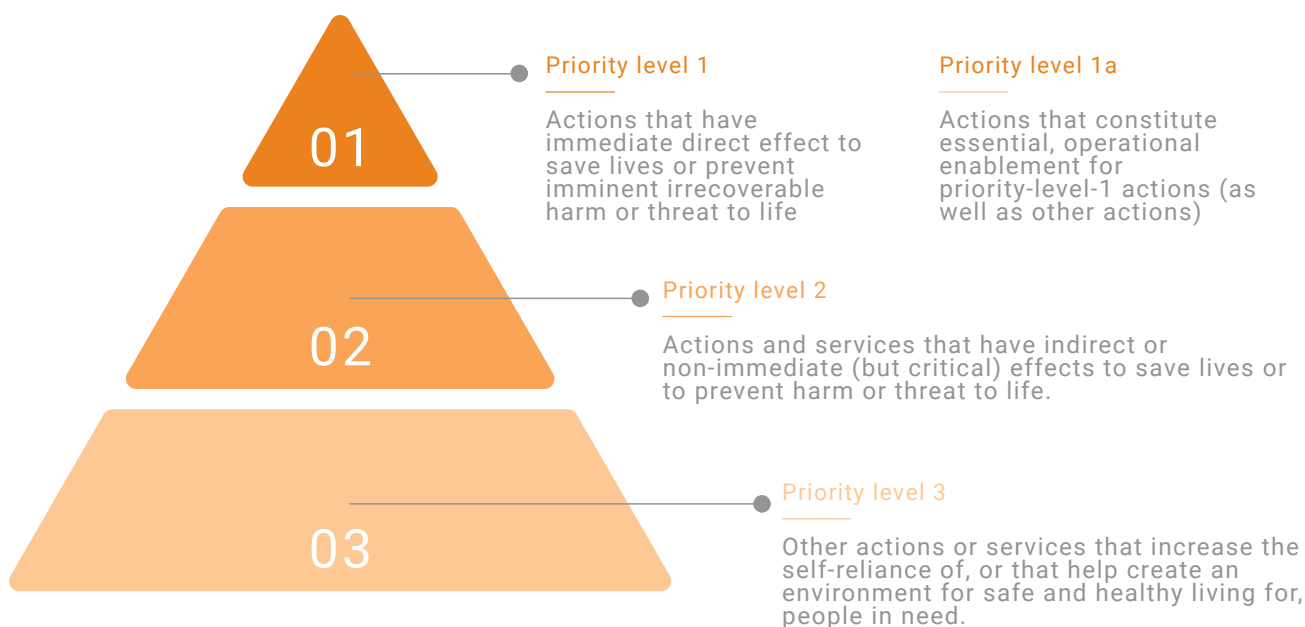 01
Priority level 1
Actions that have
immediate direct effect to
save lives or prevent
imminent irrecoverable
harm or threat to life
Priority level 1a
Actions that constitute
essential, operational
enablement for
priority-level-1 actions (as
well as other actions)
02
Priority level 2
Actions and services that have indirect or
non-immediate (but critical) effects to save lives or
to prevent harm or threat to life.
03
Priority level 3
Other actions or services that increase the
self-reliance of, or that help create an
environment for safe and healthy living for,
people in need.